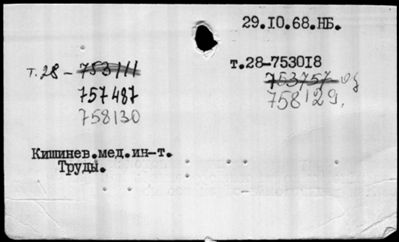 29.10.68.НБ.
т.28-753111
757487
758130
т.28-753018
753757
758129.
Кишинев.мед.ин-т.
Труды.